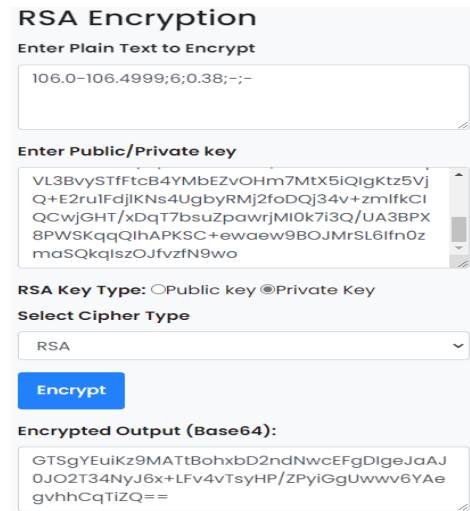 RSA Encryption
Enter Plain Text to Encrypt
106.0-106.4999;6;0.38;-;-
Enter Public/Private key
VL3BvySTfFtcB4YMbEZvOHm7MtX5iQIgKtz5Vj
Q+E2ru1FdjIKNs4UgbyRMj2foDQj34v+zmIfkCI
QCwjGHT/xDqT7bsuZpawrjMI0k7i3Q/UA3BPX
8PWSKqqQIhAPKSC+ewaew9BOJMrSL6Ifn0z
maSQkqIszOJfvzfN9wo
RSA Key Type: Public key Private Key
Select Cipher Type
RSA
Encrypt
Encrypted Output (Base64):
GTSgYEuiKz9MATtBohxbD2ndNwcEFgDIgeJaAJ
0JO2T34NyJ6x+LFv4vTsyHP/ZPyiGgUwwv6YAe
gvhhCqTiZQ==